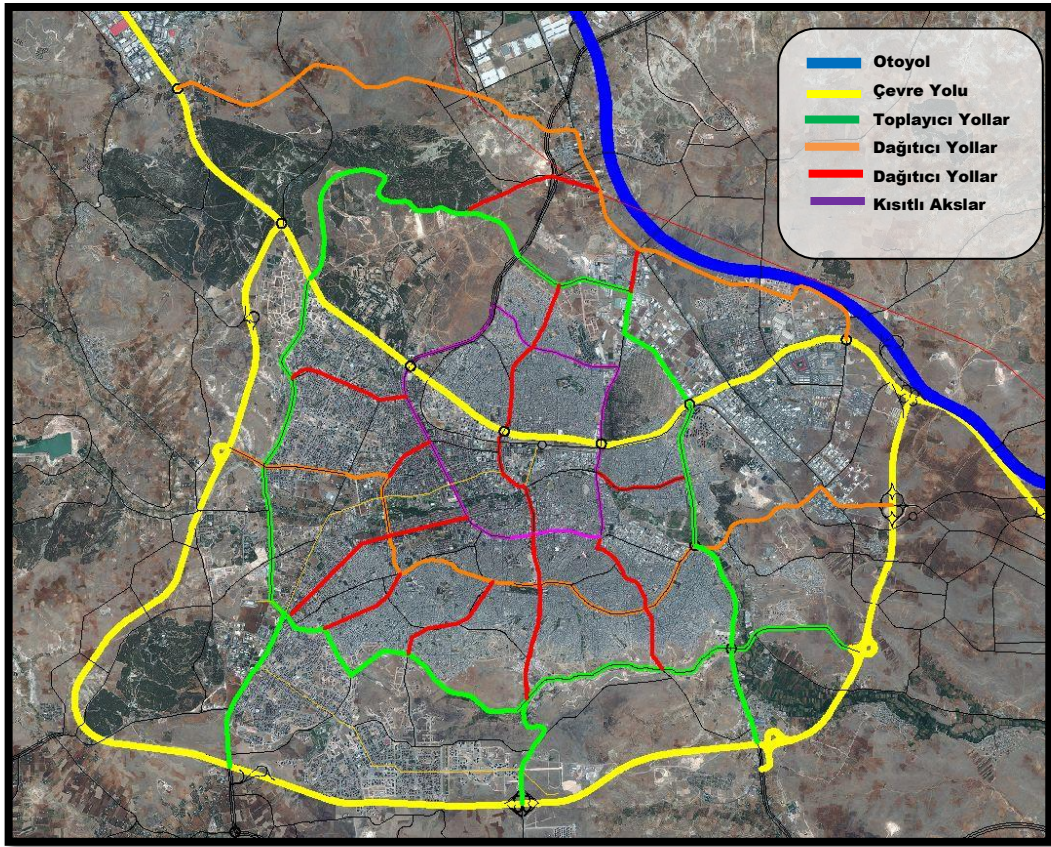 Otoyol
Çevre Yolu
Toplayıcı Yollar
Dağıtıcı Yollar
Dağıtıcı Yollar
Kısıtlı Akslar